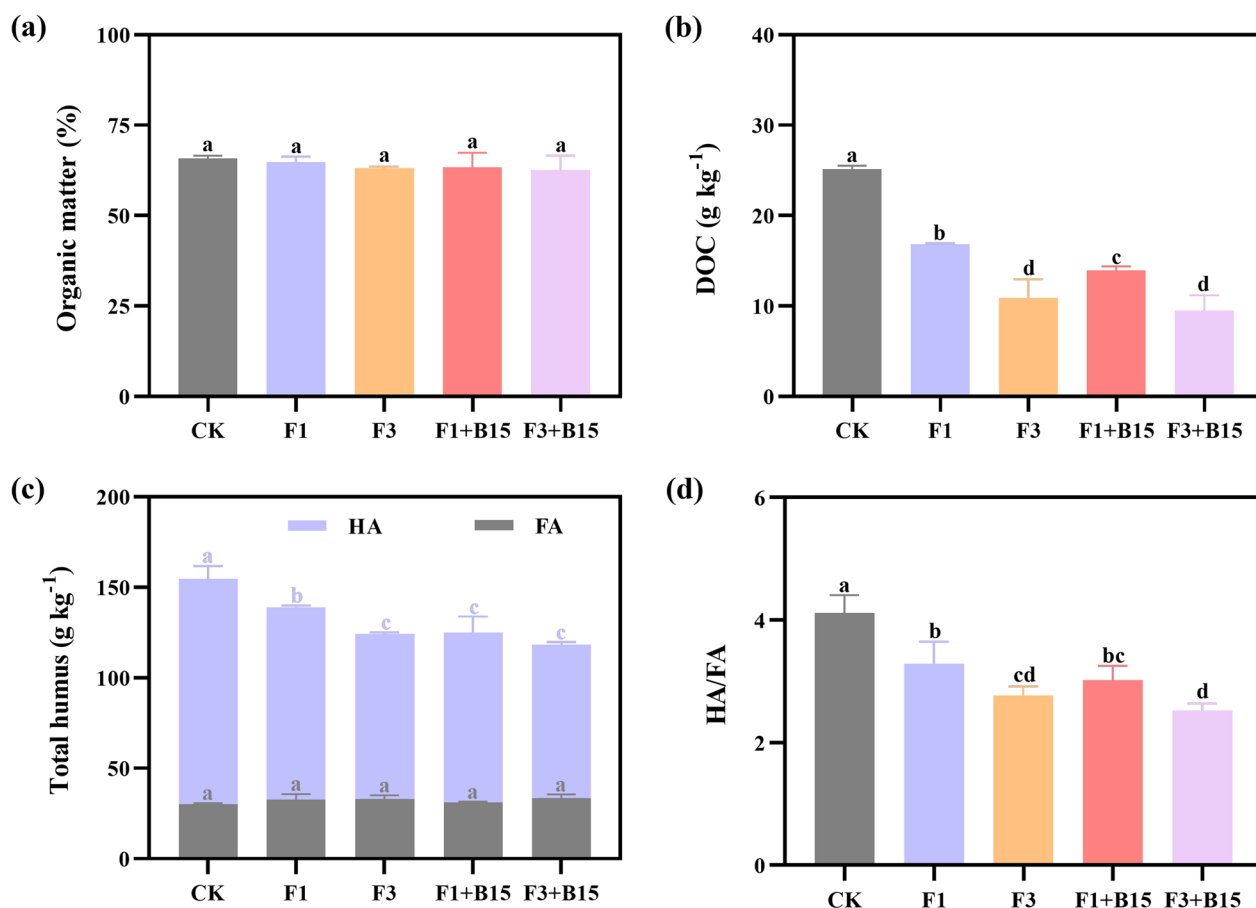 (a)
Organic matter (%)
100
75
50
25
0
a a a a a
CK F1 F3 F1+B15 F3+B15
(b)
DOC (g kg⁻¹)
40
30
20
10
0
a b d c d
CK F1 F3 F1+B15 F3+B15
(c)
Total humus (g kg⁻¹)
200
150
100
50
0
HA FA
a b c c c
a a a a a
CK F1 F3 F1+B15 F3+B15
(d)
HA/FA
6
4
2
0
a b cd bc d
CK F1 F3 F1+B15 F3+B15